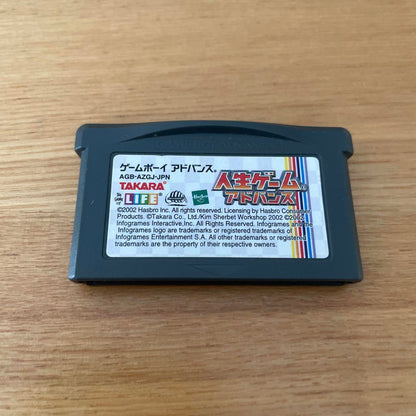 ゲームボーイ アドバンス®
AGB-AZGJ-JPN
TAKARA®
THE GAME OF LIFE®
Hasbro
人生ゲーム®
アドバンス
©2002 Hasbro Inc. All rights reserved. Licensing by Hasbro Consumer
Products. ©Takara Co., Ltd./Kim Sherbet Workshop 2002 ©2002
Infogrames Interactive,Inc. All rights reserved. Infogrames and the
Infogrames logo are registered trademarks or trademarks of
Infogrames Entertainment S.A. All other trademarks or registered
trademarks are the property of their respective owners.